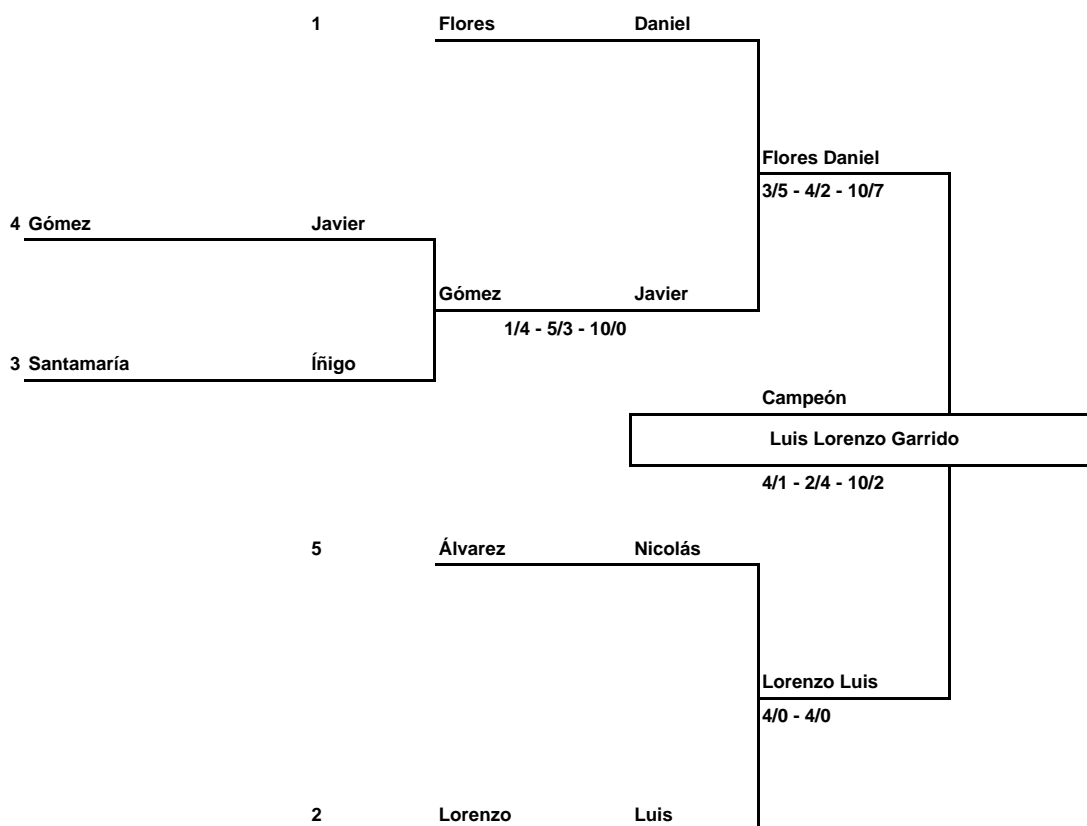 1 Flores Daniel
Flores Daniel
3/5 - 4/2 - 10/7
4 Gómez Javier
Gómez Javier
1/4 - 5/3 - 10/0
3 Santamaría Íñigo
Campeón
Luis Lorenzo Garrido
4/1 - 2/4 - 10/2
5 Álvarez Nicolás
Lorenzo Luis
4/0 - 4/0
2 Lorenzo Luis